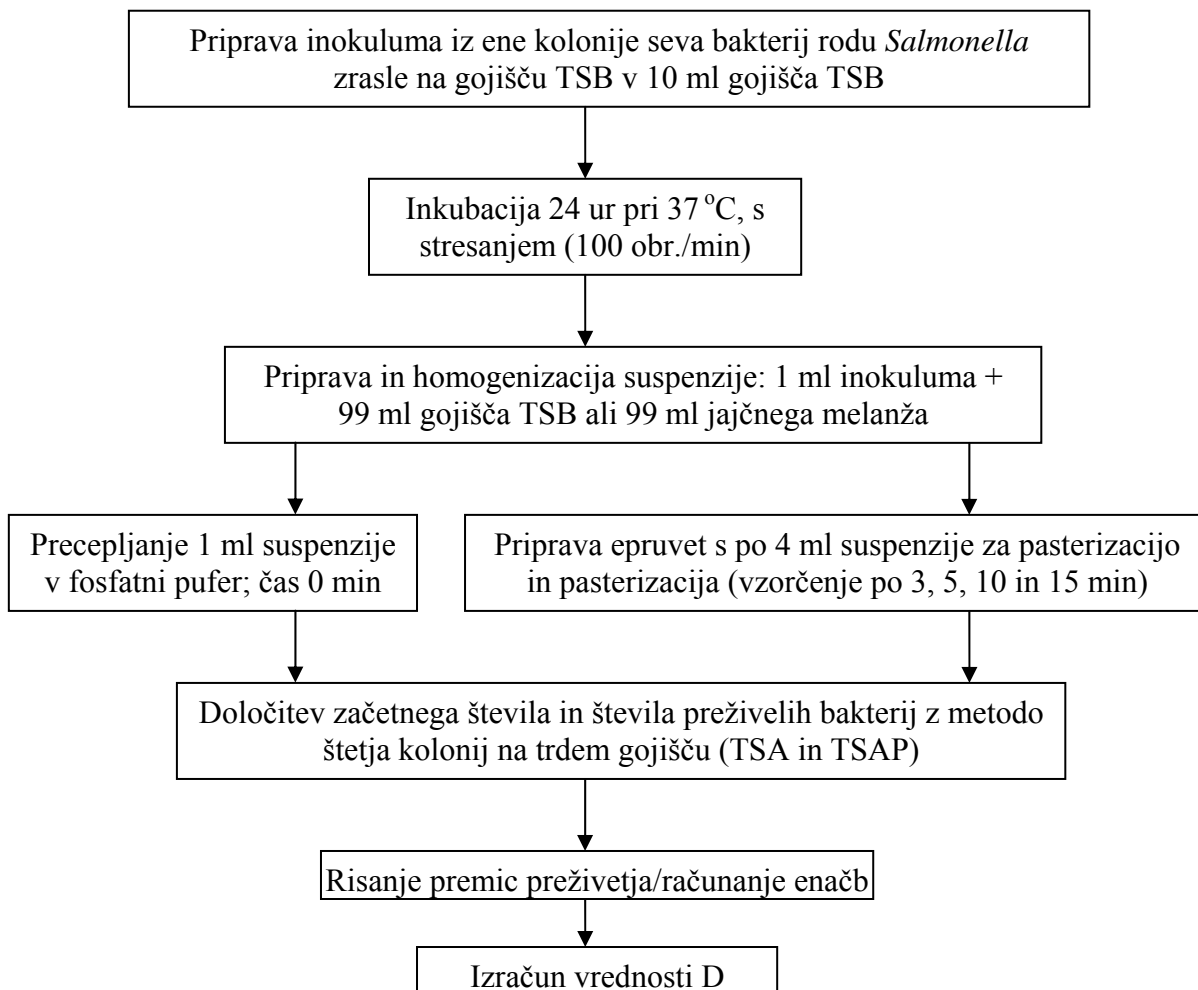 Priprava inokuluma iz ene kolonije seva bakterij rodu Salmonella
zrasle na gojišču TSB v 10 ml gojišča TSB
Inkubacija 24 ur pri 37 °C, s
stresanjem (100 obr./min)
Priprava in homogenizacija suspenzije: 1 ml inokuluma +
99 ml gojišča TSB ali 99 ml jajčnega melanža
Precepljanje 1 ml suspenzije
v fosfatni pufer; čas 0 min
Priprava epruvet s po 4 ml suspenzije za pasterizacijo
in pasterizacija (vzorčenje po 3, 5, 10 in 15 min)
Določitev začetnega števila in števila preživelih bakterij z metodo
štetja kolonij na trdem gojišču (TSA in TSAP)
Risanje premic preživetja/računanje enačb
Izračun vrednosti D